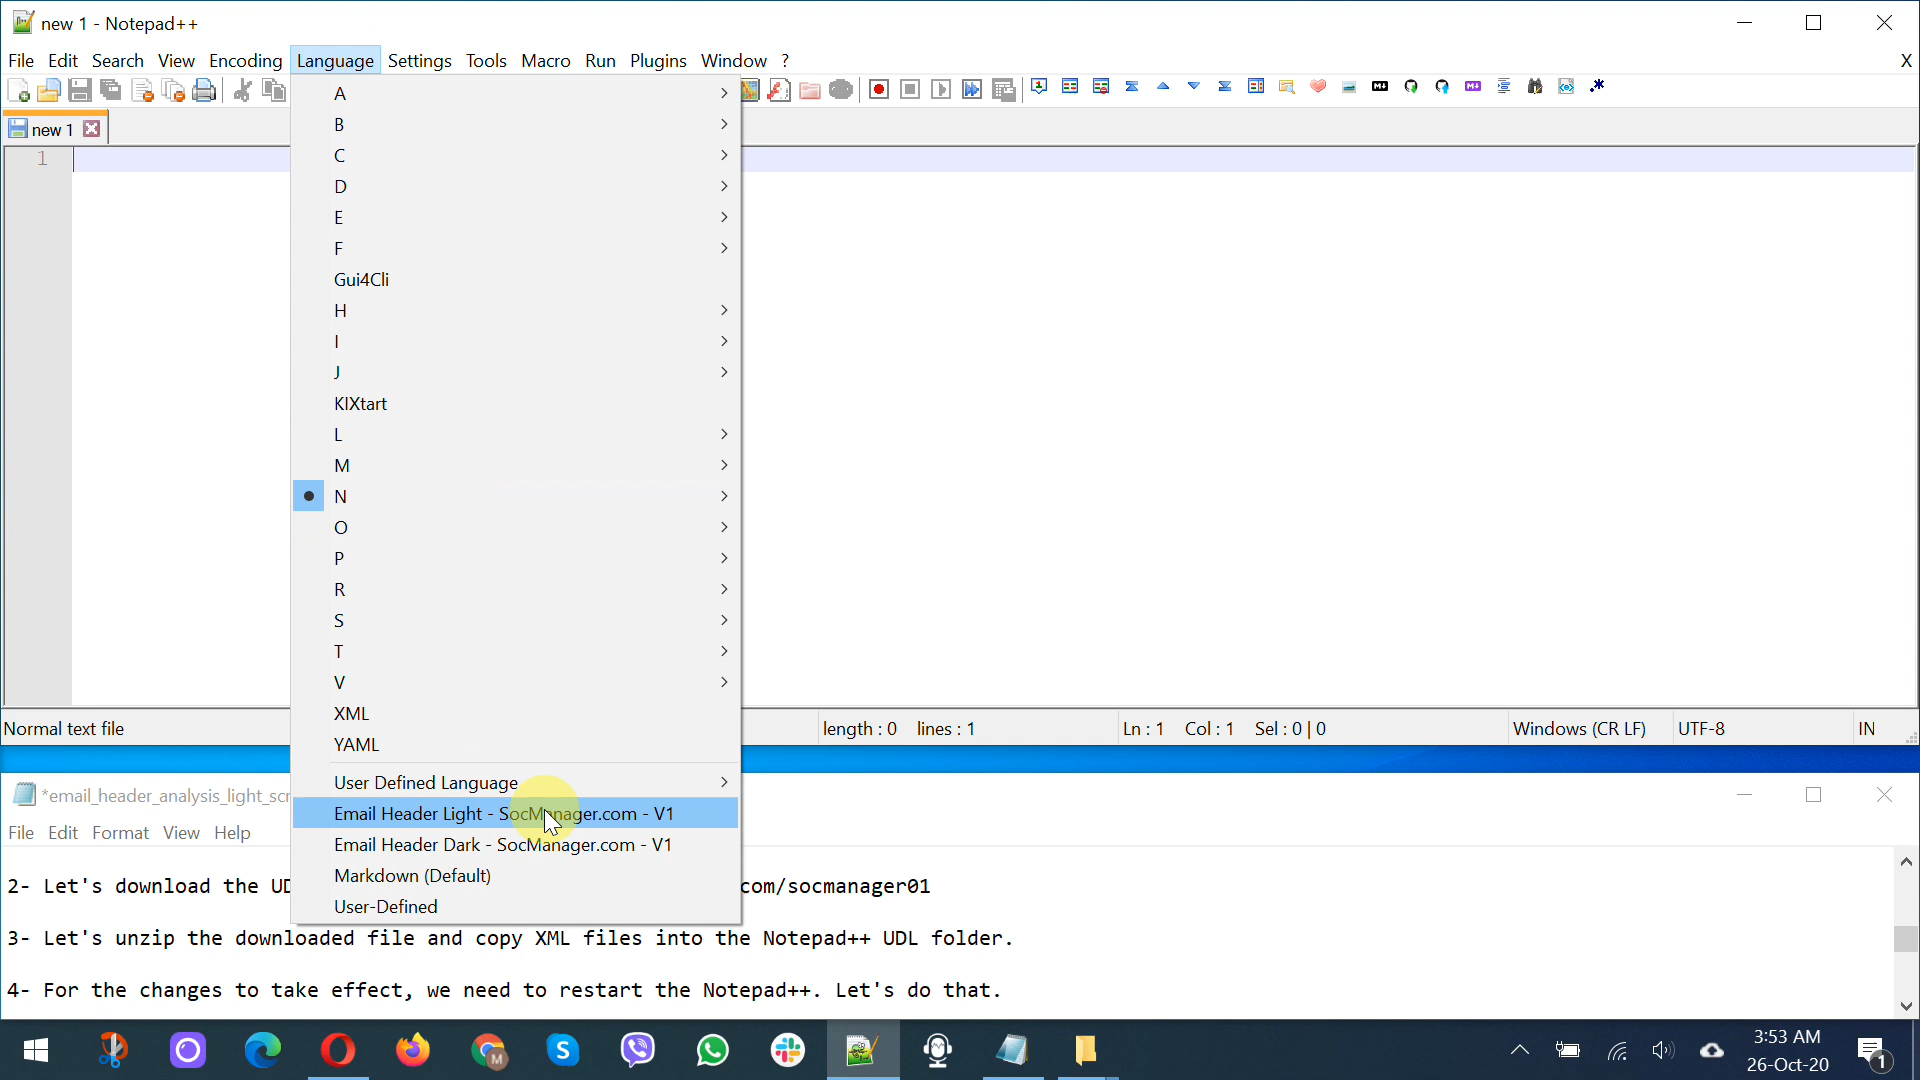 new 1 - Notepad++
File Edit Search View Encoding Language Settings Tools Macro Run Plugins Window ? X
new 1
1
A
B
C
D
E
F
Gui4Cli
H
I
J
KIXtart
L
M
N
O
P
R
S
T
V
XML
YAML
User Defined Language
Email Header Light - SocManager.com - V1
Email Header Dark - SocManager.com - V1
Markdown (Default)
User-Defined
Normal text file length : 0 lines : 1 Ln : 1 Col : 1 Sel : 0 | 0 Windows (CR LF) UTF-8 IN
*email_header_analysis_light_scr
File Edit Format View Help
2- Let's download the UD com/socmanager01
3- Let's unzip the downloaded file and copy XML files into the Notepad++ UDL folder.
4- For the changes to take effect, we need to restart the Notepad++. Let's do that.
3:53 AM
26-Oct-20
1